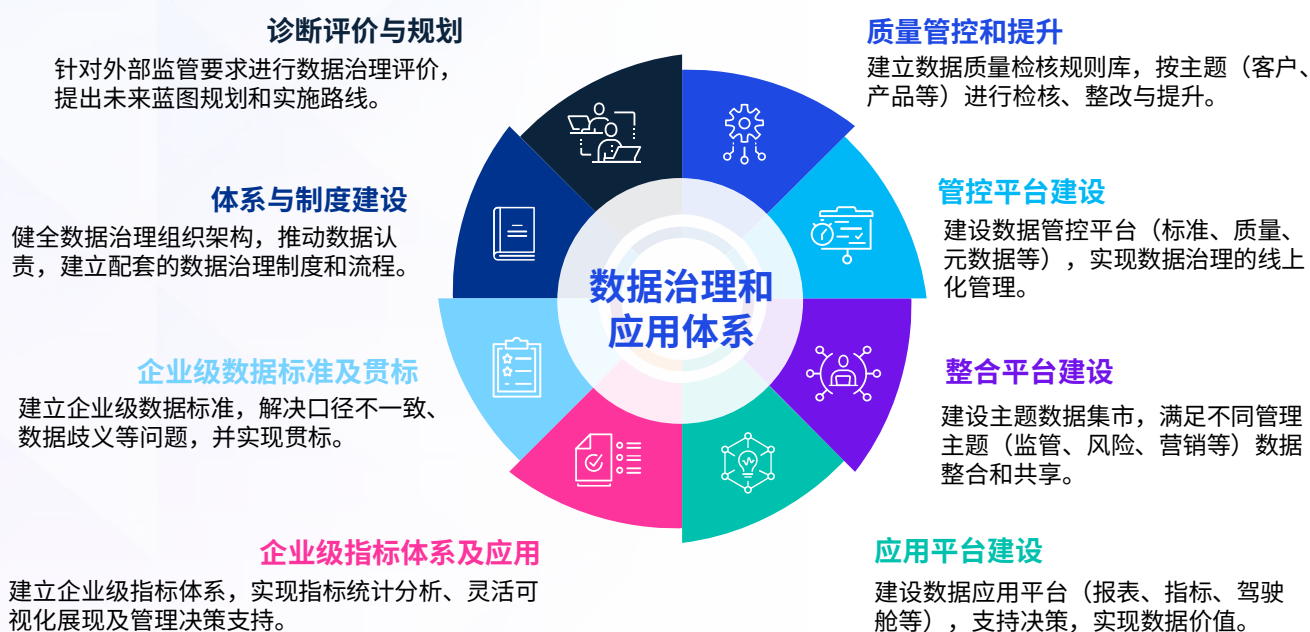 诊断评价与规划
针对外部监管要求进行数据治理评价，
提出未来蓝图规划和实施路线。
体系与制度建设
健全数据治理组织架构，推动数据认
责，建立配套的数据治理制度和流程。
企业级数据标准及贯标
建立企业级数据标准，解决口径不一致、
数据歧义等问题，并实现贯标。
企业级指标体系及应用
建立企业级指标体系，实现指标统计分析、灵活可
视化展现及管理决策支持。
数据治理和
应用体系
质量管控和提升
建立数据质量检核规则库，按主题（客户、
产品等）进行检核、整改与提升。
管控平台建设
建设数据管控平台（标准、质量、
元数据等），实现数据治理的线上
化管理。
整合平台建设
建设主题数据集市，满足不同管理
主题（监管、风险、营销等）数据
整合和共享。
应用平台建设
建设数据应用平台（报表、指标、驾驶
舱等），支持决策，实现数据价值。